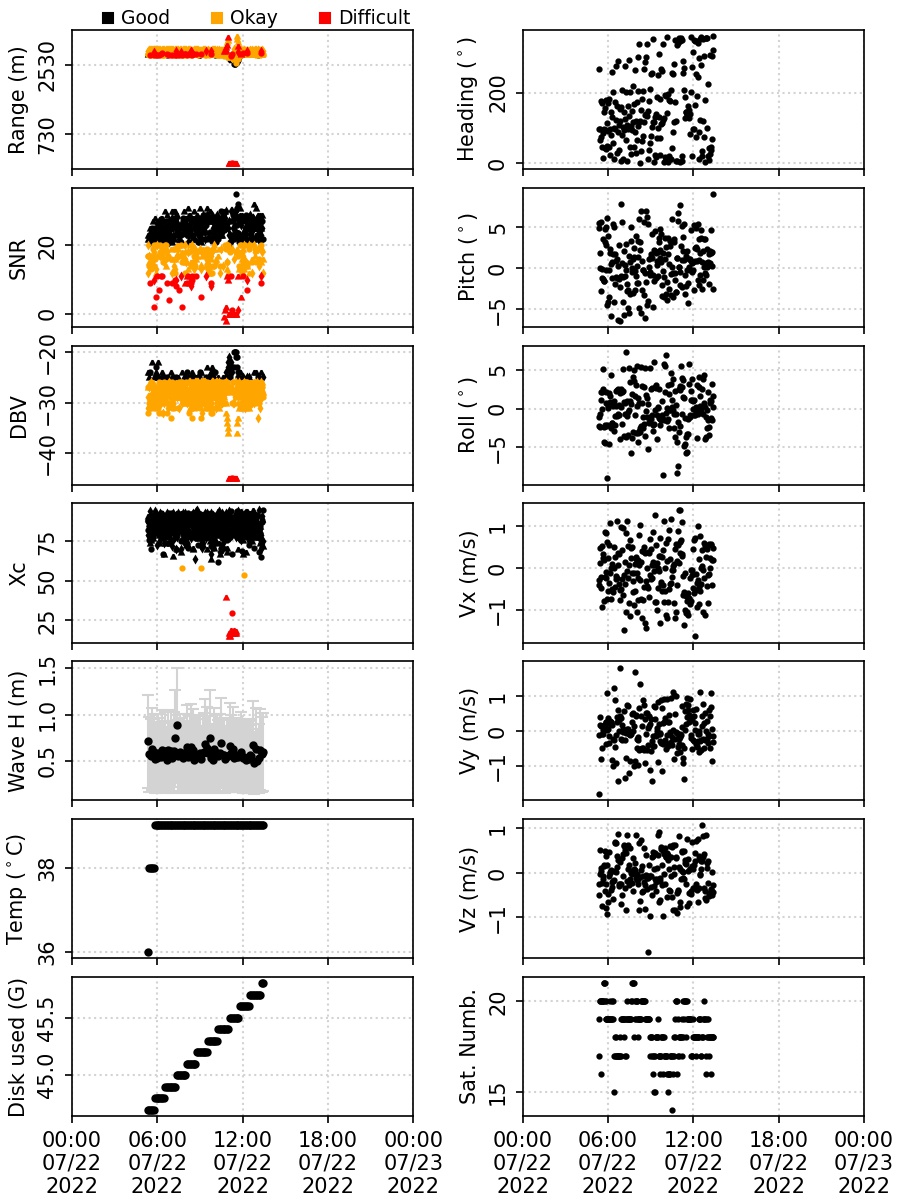 Good Okay Difficult
Range (m)
2530
730
Heading (°)
200
0
SNR
20
0
Pitch (°)
5
0
−5
DBV
−20
−30
−40
Roll (°)
5
0
−5
Xc
75
50
25
Vx (m/s)
1
0
−1
Wave H (m)
1.5
1.0
0.5
Vy (m/s)
1
0
−1
Temp (°C)
38
36
Vz (m/s)
1
0
−1
Disk used (G)
45.5
45.0
Sat. Numb.
20
15
00:00 06:00 12:00 18:00 00:00
07/22 07/22 07/22 07/22 07/23
2022 2022 2022 2022 2022
00:00 06:00 12:00 18:00 00:00
07/22 07/22 07/22 07/22 07/23
2022 2022 2022 2022 2022